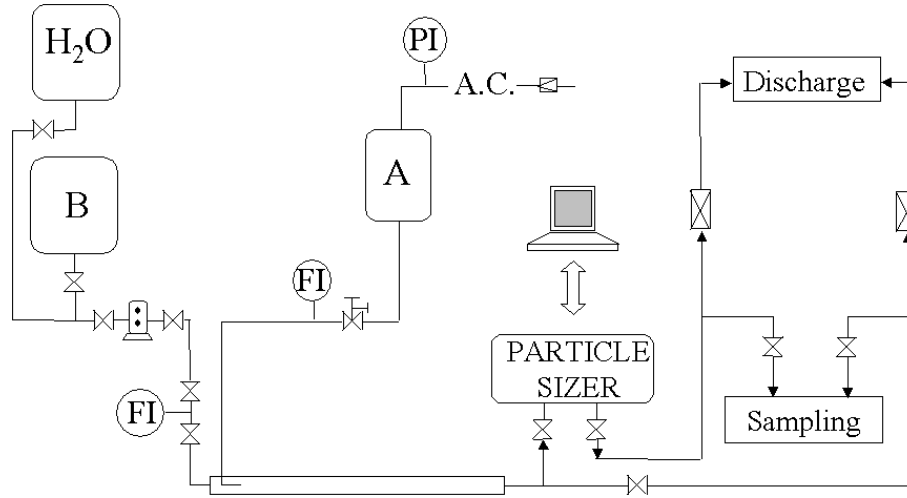 H₂O
PI
A.C.
Discharge
A
B
FI
PARTICLE
SIZER
FI
Sampling